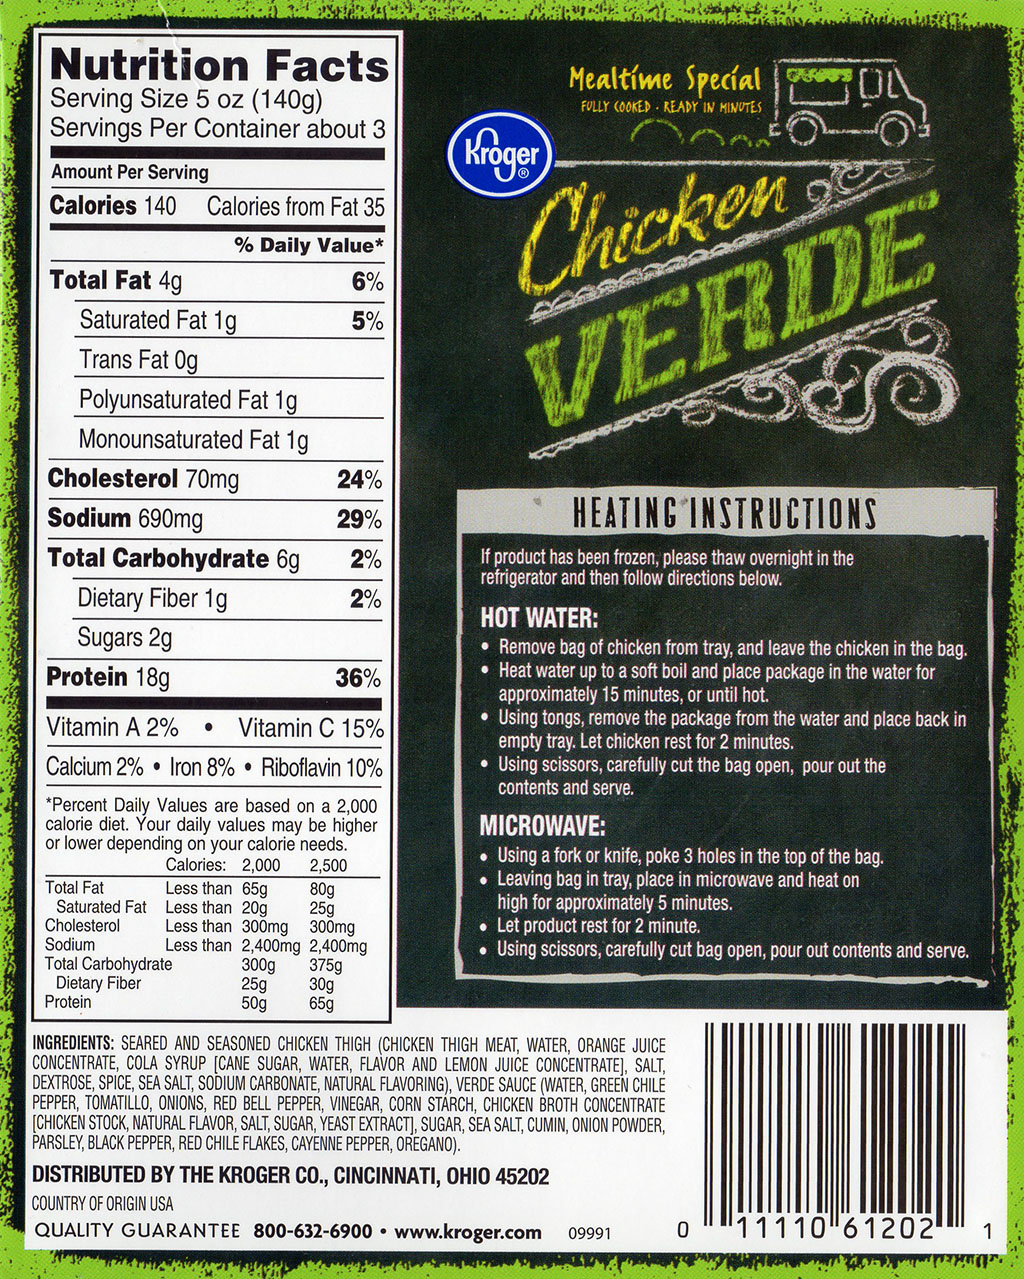 Nutrition Facts
Serving Size 5 oz (140g)
Servings Per Container about 3
Amount Per Serving
Calories 140 Calories from Fat 35
% Daily Value*
Total Fat 4g 6%
Saturated Fat 1g 5%
Trans Fat 0g
Polyunsaturated Fat 1g
Monounsaturated Fat 1g
Cholesterol 70mg 24%
Sodium 690mg 29%
Total Carbohydrate 6g 2%
Dietary Fiber 1g 2%
Sugars 2g
Protein 18g 36%
Vitamin A 2% • Vitamin C 15%
Calcium 2% • Iron 8% • Riboflavin 10%
*Percent Daily Values are based on a 2,000
calorie diet. Your daily values may be higher
or lower depending on your calorie needs.
Calories: 2,000 2,500
Total Fat Less than 65g 80g
Saturated Fat Less than 20g 25g
Cholesterol Less than 300mg 300mg
Sodium Less than 2,400mg 2,400mg
Total Carbohydrate 300g 375g
Dietary Fiber 25g 30g
Protein 50g 65g
Mealtime Special
FULLY COOKED • READY IN MINUTES
Kroger®
Chicken
VERDE
HEATING INSTRUCTIONS
If product has been frozen, please thaw overnight in the
refrigerator and then follow directions below.
HOT WATER:
• Remove bag of chicken from tray, and leave the chicken in the bag.
• Heat water up to a soft boil and place package in the water for
approximately 15 minutes, or until hot.
• Using tongs, remove the package from the water and place back in
empty tray. Let chicken rest for 2 minutes.
• Using scissors, carefully cut the bag open, pour out the
contents and serve.
MICROWAVE:
• Using a fork or knife, poke 3 holes in the top of the bag.
• Leaving bag in tray, place in microwave and heat on
high for approximately 5 minutes.
• Let product rest for 2 minute.
• Using scissors, carefully cut bag open, pour out contents and serve.
INGREDIENTS: SEARED AND SEASONED CHICKEN THIGH (CHICKEN THIGH MEAT, WATER, ORANGE JUICE
CONCENTRATE, COLA SYRUP [CANE SUGAR, WATER, FLAVOR AND LEMON JUICE CONCENTRATE], SALT,
DEXTROSE, SPICE, SEA SALT, SODIUM CARBONATE, NATURAL FLAVORING), VERDE SAUCE (WATER, GREEN CHILE
PEPPER, TOMATILLO, ONIONS, RED BELL PEPPER, VINEGAR, CORN STARCH, CHICKEN BROTH CONCENTRATE
[CHICKEN STOCK, NATURAL FLAVOR, SALT, SUGAR, YEAST EXTRACT], SUGAR, SEA SALT, CUMIN, ONION POWDER,
PARSLEY, BLACK PEPPER, RED CHILE FLAKES, CAYENNE PEPPER, OREGANO).
DISTRIBUTED BY THE KROGER CO., CINCINNATI, OHIO 45202
COUNTRY OF ORIGIN USA
QUALITY GUARANTEE 800-632-6900 • www.kroger.com 09991
0 11110 61202 1